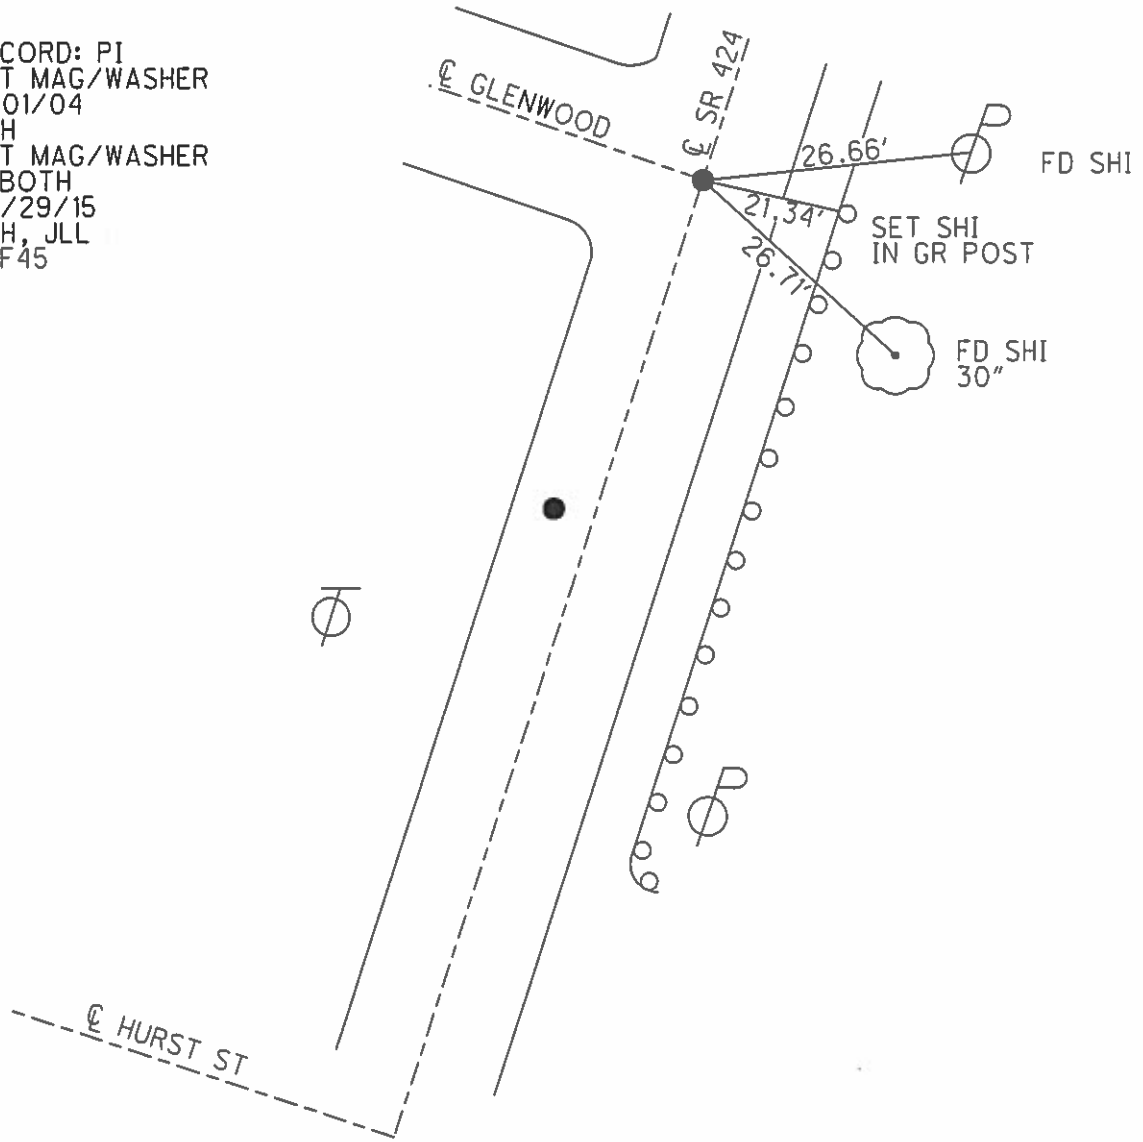 CORD: PI
T MAG/WASHER
01/04
H
T MAG/WASHER
BOTH
/29/15
H, JLL
F45
℄ GLENWOOD
℄ SR 424
26.66'
FD SHI
21.34'
SET SHI
IN GR POST
26.71'
FD SHI
30"
℄ HURST ST